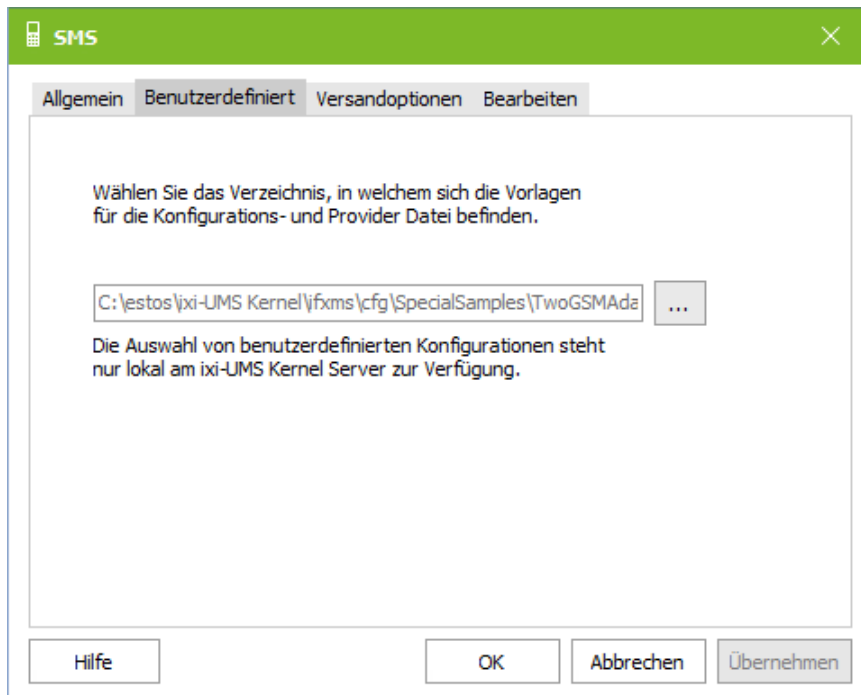 SMS
Allgemein Benutzerdefiniert Versandoptionen Bearbeiten
Wählen Sie das Verzeichnis, in welchem sich die Vorlagen
für die Konfigurations- und Provider Datei befinden.
C:\estos\ixi-UMS Kernel\ifxms\cfg\SpecialSamples\TwoGSMAda ...
Die Auswahl von benutzerdefinierten Konfigurationen steht
nur lokal am ixi-UMS Kernel Server zur Verfügung.
Hilfe OK Abbrechen Übernehmen